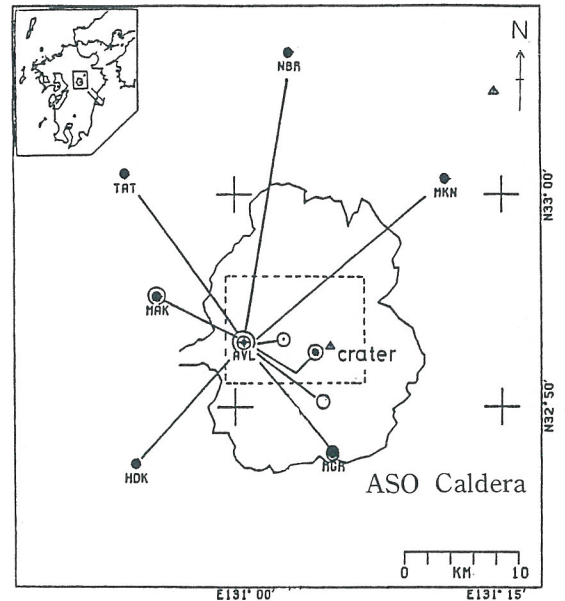 N
NBR
TAT
MKN
N33° 00'
MAK
AVL
crater
N32° 50'
HDK
MGR
ASO Caldera
0 KM 10
E131° 00'
E131° 15'